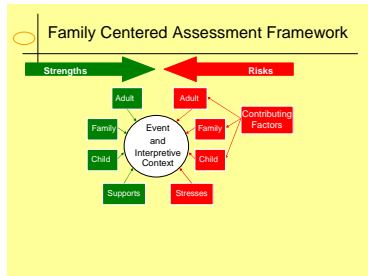 Family Centered Assessment Framework
Strengths
Risks
Adult
Adult
Contributing
Factors
Family
Event
and
Interpretive
Context
Family
Child
Child
Supports
Stresses